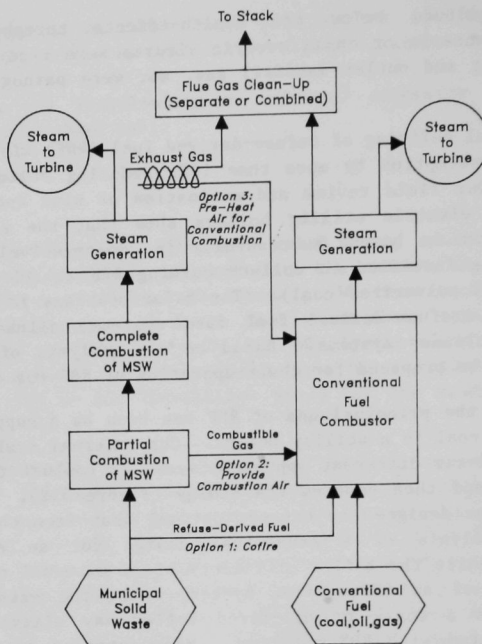 To Stack
Flue Gas Clean-Up
(Separate or Combined)
Steam
to
Turbine
Steam
to
Turbine
Exhaust Gas
Option 3:
Pre-Heat
Air for
Conventional
Combustion
Steam
Generation
Steam
Generation
Complete
Combustion
of MSW
Conventional
Fuel
Combustor
Partial
Combustion
of MSW
Combustible
Gas
Option 2:
Provide
Combustion Air
Refuse-Derived Fuel
Option 1: Cofire
Municipal
Solid
Waste
Conventional
Fuel
(coal,oil,gas)